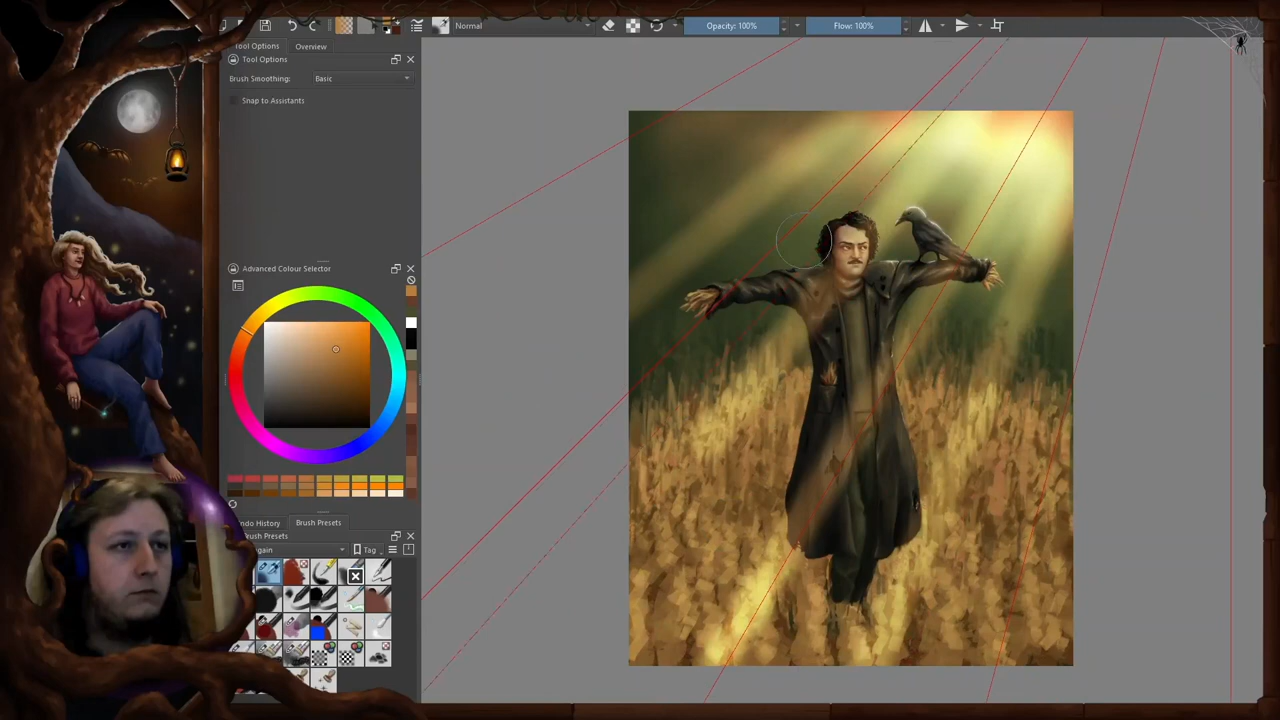 Normal
Opacity: 100%
Flow: 100%
Tool Options
Overview
Tool Options
Brush Smoothing:
Basic
Snap to Assistants
Advanced Colour Selector
ndo History
Brush Presets
Brush Presets
gain
Tag